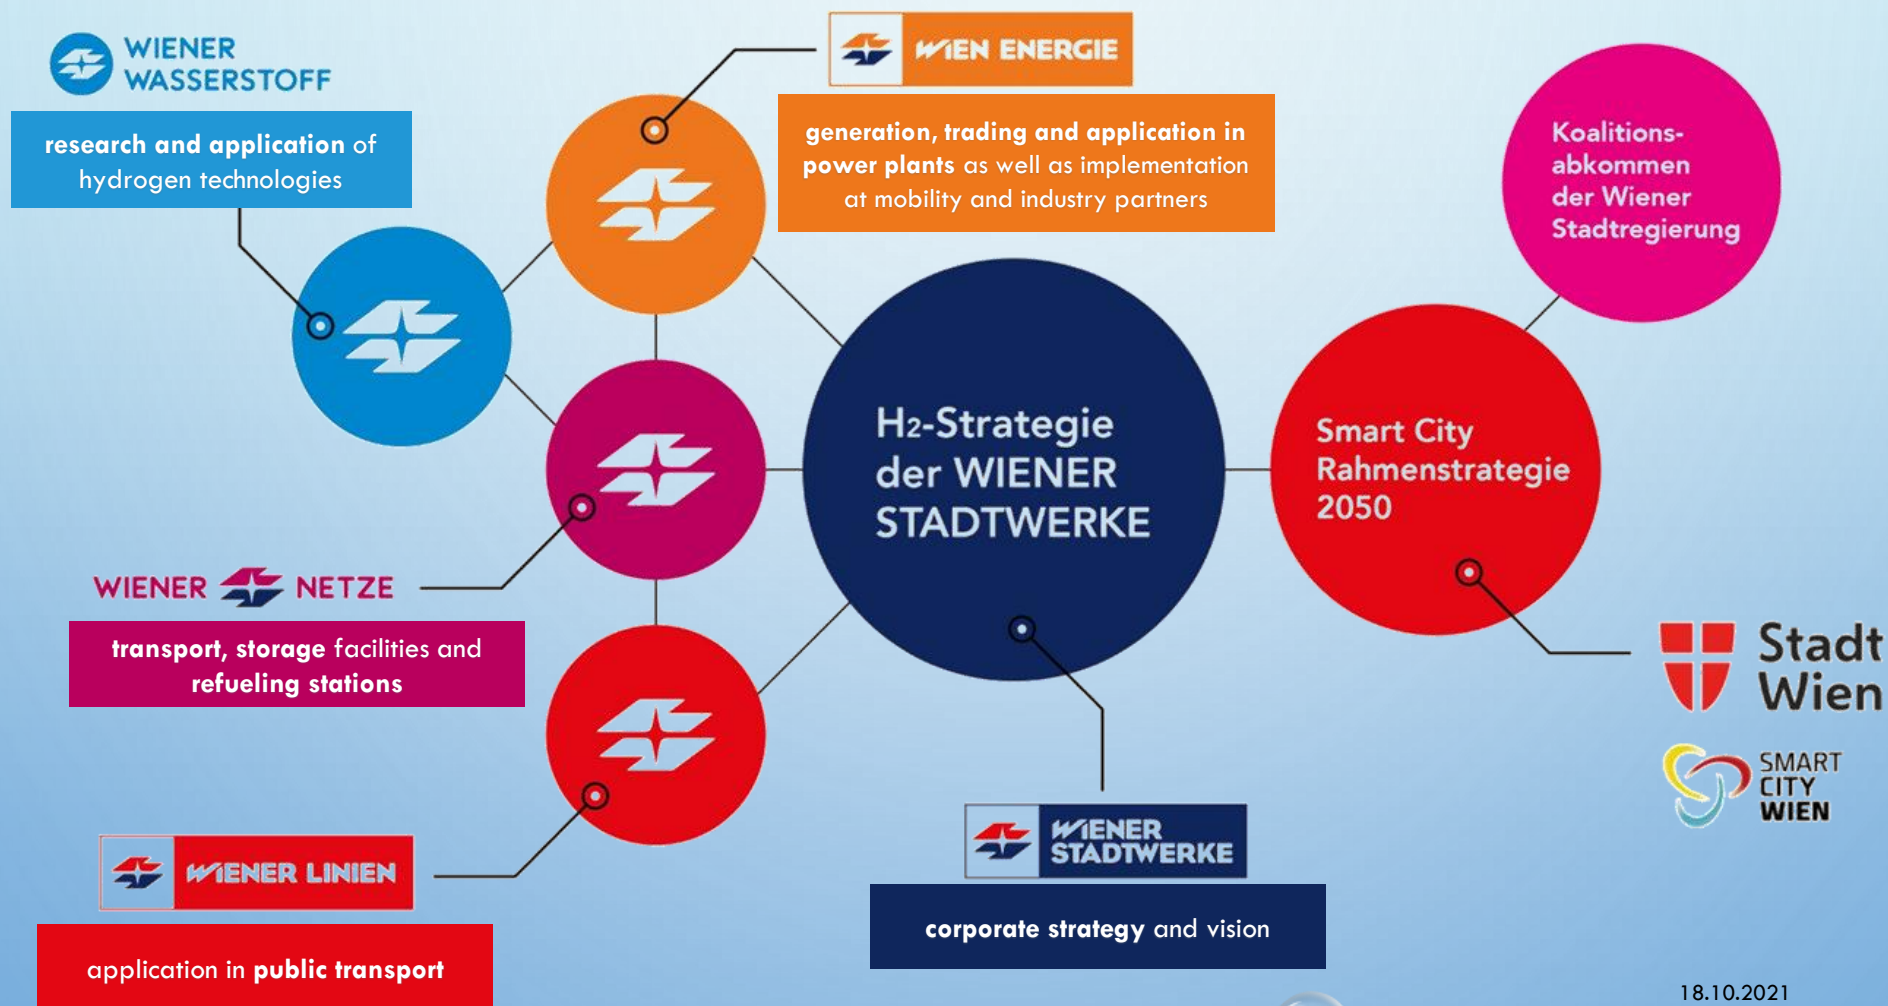 WIENER
WASSERSTOFF
research and application of
hydrogen technologies
WIEN ENERGIE
generation, trading and application in
power plants as well as implementation
at mobility and industry partners
Koalitions-
abkommen
der Wiener
Stadtregierung
H2-Strategie
der WIENER
STADTWERKE
Smart City
Rahmenstrategie
2050
WIENER NETZE
transport, storage facilities and
refueling stations
Stadt
Wien
SMART
CITY
WIEN
WIENER LINIEN
application in public transport
WIENER
STADTWERKE
corporate strategy and vision
18.10.2021